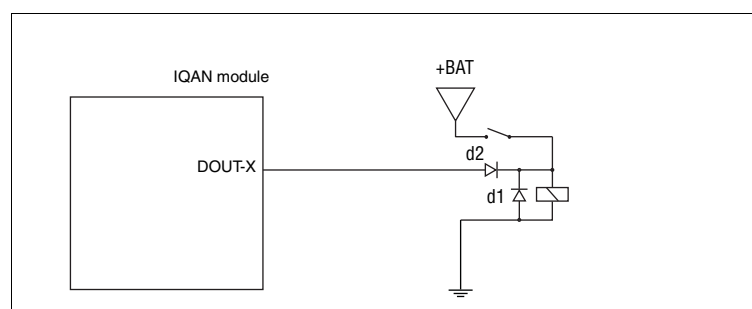 +BAT
IQAN module
d2
DOUT-X
d1